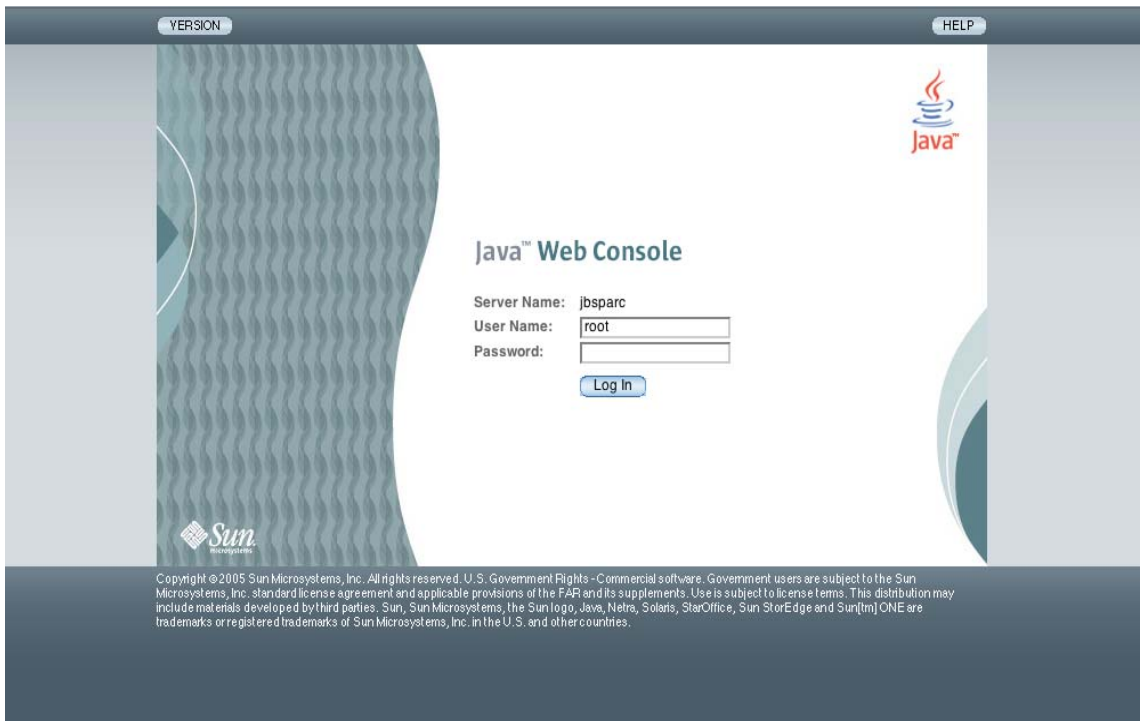 VERSION
HELP
Java™
Java™ Web Console
Server Name: jbsparc
User Name: root
Password:
Log In
Sun
microsystems
Copyright ©2005 Sun Microsystems, Inc. All rights reserved. U.S. Government Rights - Commercial software. Government users are subject to the Sun
Microsystems, Inc. standard license agreement and applicable provisions of the FAR and its supplements. Use is subject to license terms. This distribution may
include materials developed by third parties. Sun, Sun Microsystems, the Sun logo, Java, Netra, Solaris, StarOffice, Sun StorEdge and Sun[tm] ONE are
trademarks or registered trademarks of Sun Microsystems, Inc. in the U.S. and other countries.